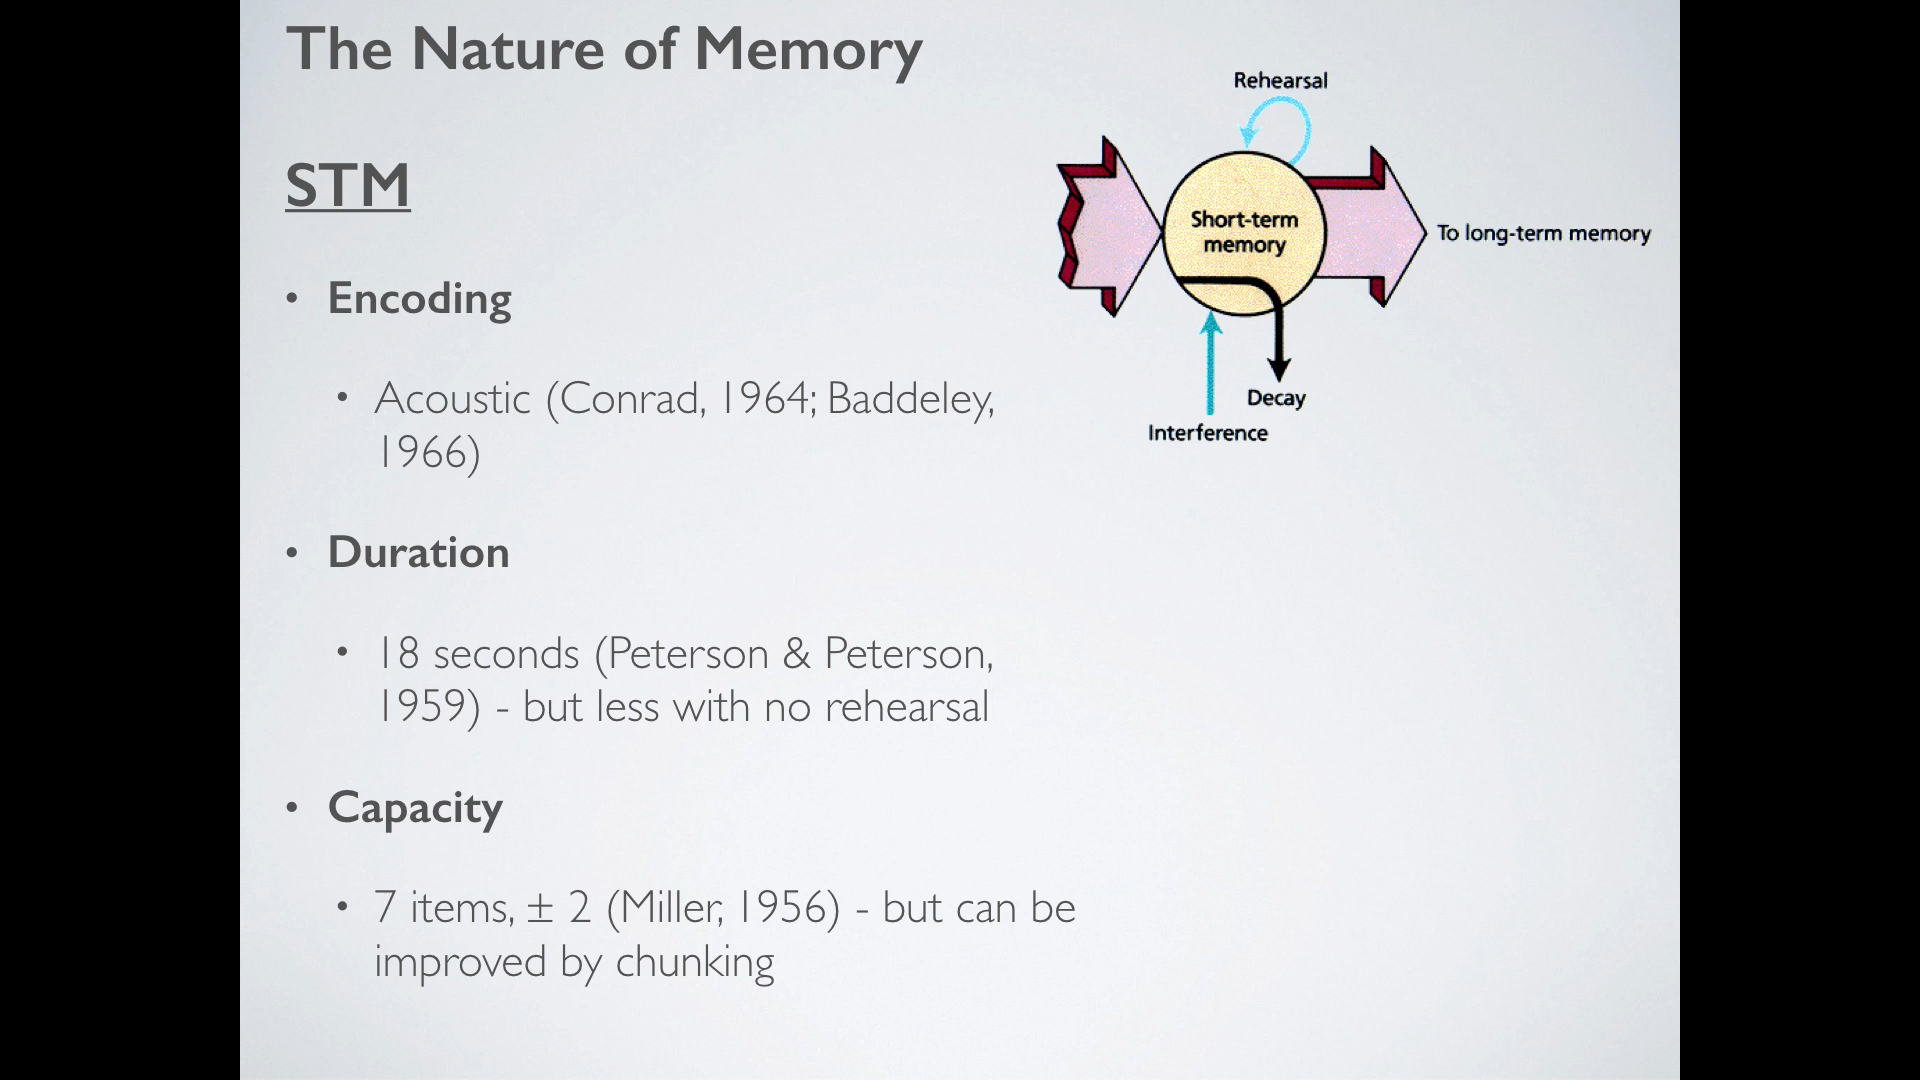 The Nature of Memory
STM
• Encoding
• Acoustic (Conrad, 1964; Baddeley,
1966)
• Duration
• 18 seconds (Peterson & Peterson,
1959) - but less with no rehearsal
• Capacity
• 7 items, ± 2 (Miller, 1956) - but can be
improved by chunking
Rehearsal
Short-term
memory
To long-term memory
Decay
Interference